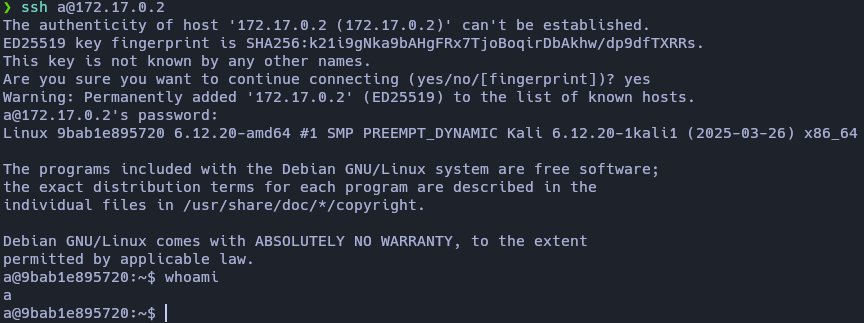 ❯ ssh a@172.17.0.2
The authenticity of host '172.17.0.2 (172.17.0.2)' can't be established.
ED25519 key fingerprint is SHA256:k21i9gNka9bAHgFRx7TjoBoqirDbAkhw/dp9dfTXRRs.
This key is not known by any other names.
Are you sure you want to continue connecting (yes/no/[fingerprint])? yes
Warning: Permanently added '172.17.0.2' (ED25519) to the list of known hosts.
a@172.17.0.2's password:
Linux 9bab1e895720 6.12.20-amd64 #1 SMP PREEMPT_DYNAMIC Kali 6.12.20-1kali1 (2025-03-26) x86_64
The programs included with the Debian GNU/Linux system are free software;
the exact distribution terms for each program are described in the
individual files in /usr/share/doc/*/copyright.
Debian GNU/Linux comes with ABSOLUTELY NO WARRANTY, to the extent
permitted by applicable law.
a@9bab1e895720:~$ whoami
a
a@9bab1e895720:~$